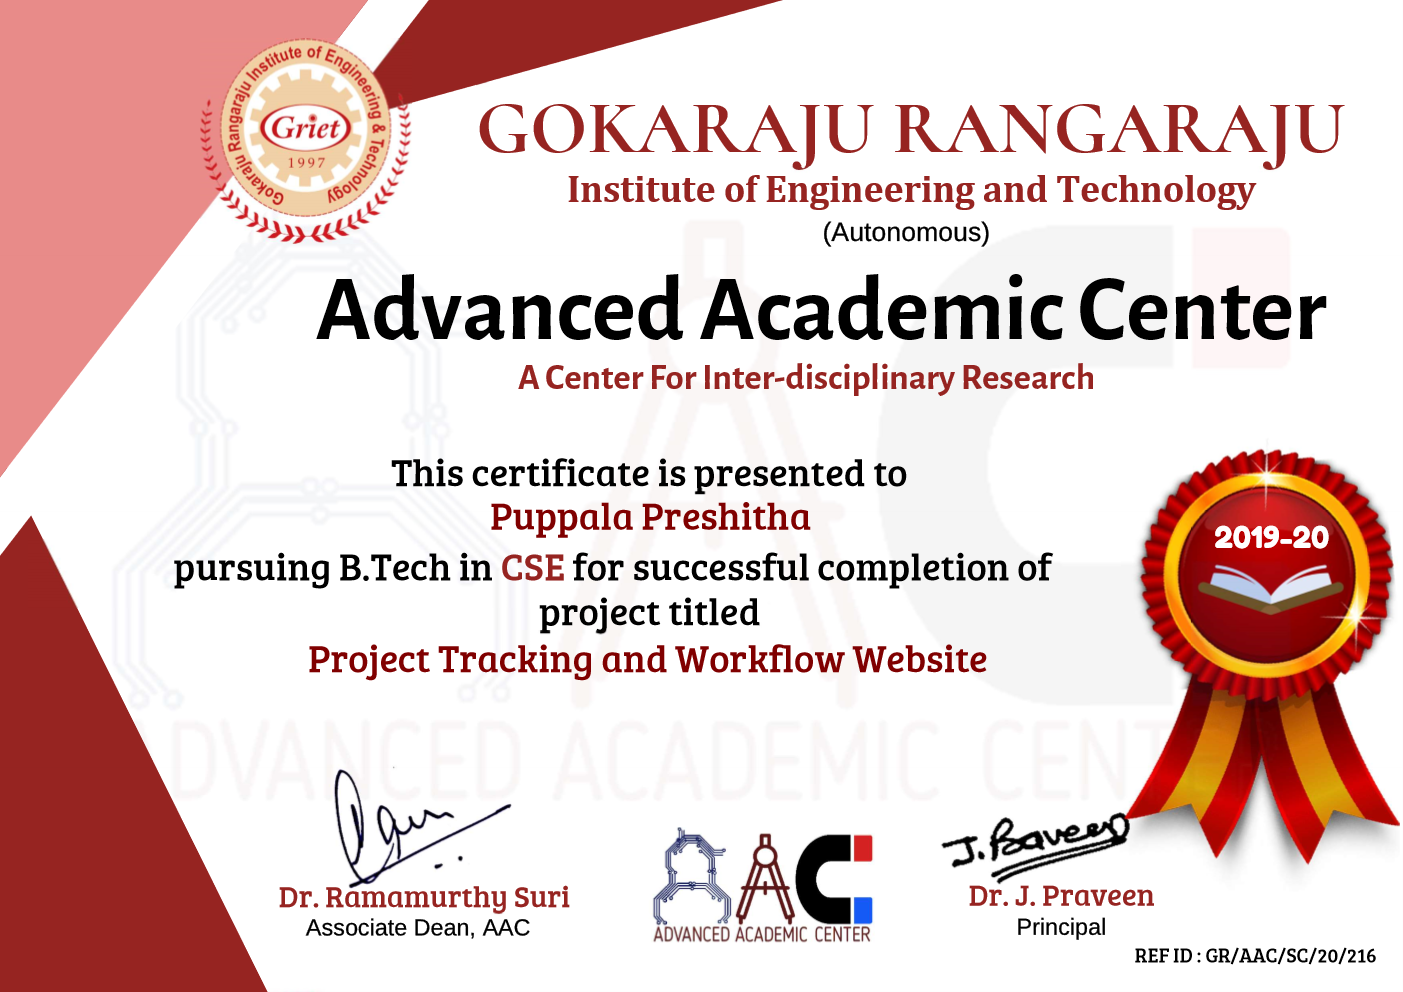 Gokaraju Rangaraju Institute of Engineering & Technology
Griet
1997
GOKARAJU RANGARAJU
Institute of Engineering and Technology
(Autonomous)
Advanced Academic Center
A Center For Inter-disciplinary Research
This certificate is presented to
Puppala Preshitha
pursuing B.Tech in CSE for successful completion of
project titled
Project Tracking and Workflow Website
2019-20
ADVANCED ACADEMIC CENT
J. Praveen
Dr. Ramamurthy Suri
Associate Dean, AAC
ADVANCED ACADEMIC CENTER
Dr. J. Praveen
Principal
REF ID : GR/AAC/SC/20/216